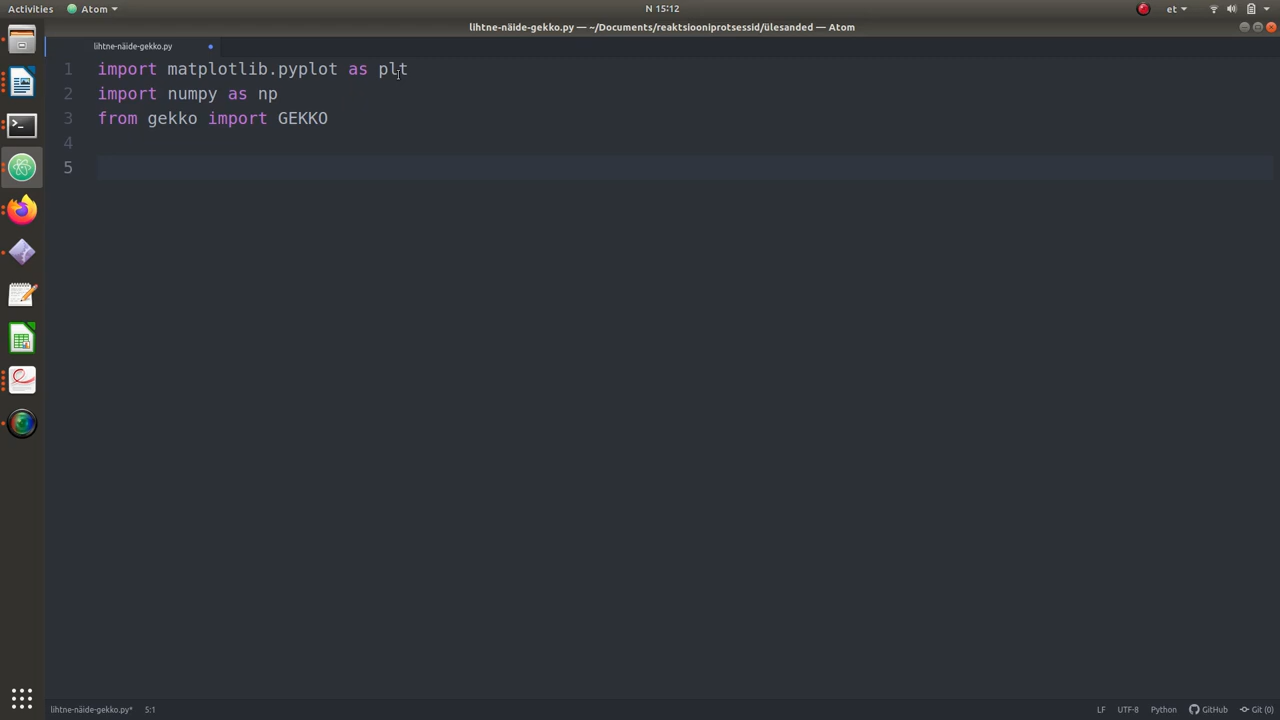 Activities Atom N 15:12 et
lihtne-näide-gekko.py — ~/Documents/reaktsiooniprotsessid/ülesanded — Atom
lihtne-näide-gekko.py
1 import matplotlib.pyplot as plt
2 import numpy as np
3 from gekko import GEKKO
4
5
lihtne-näide-gekko.py* 5:1 LF UTF-8 Python GitHub Git (0)